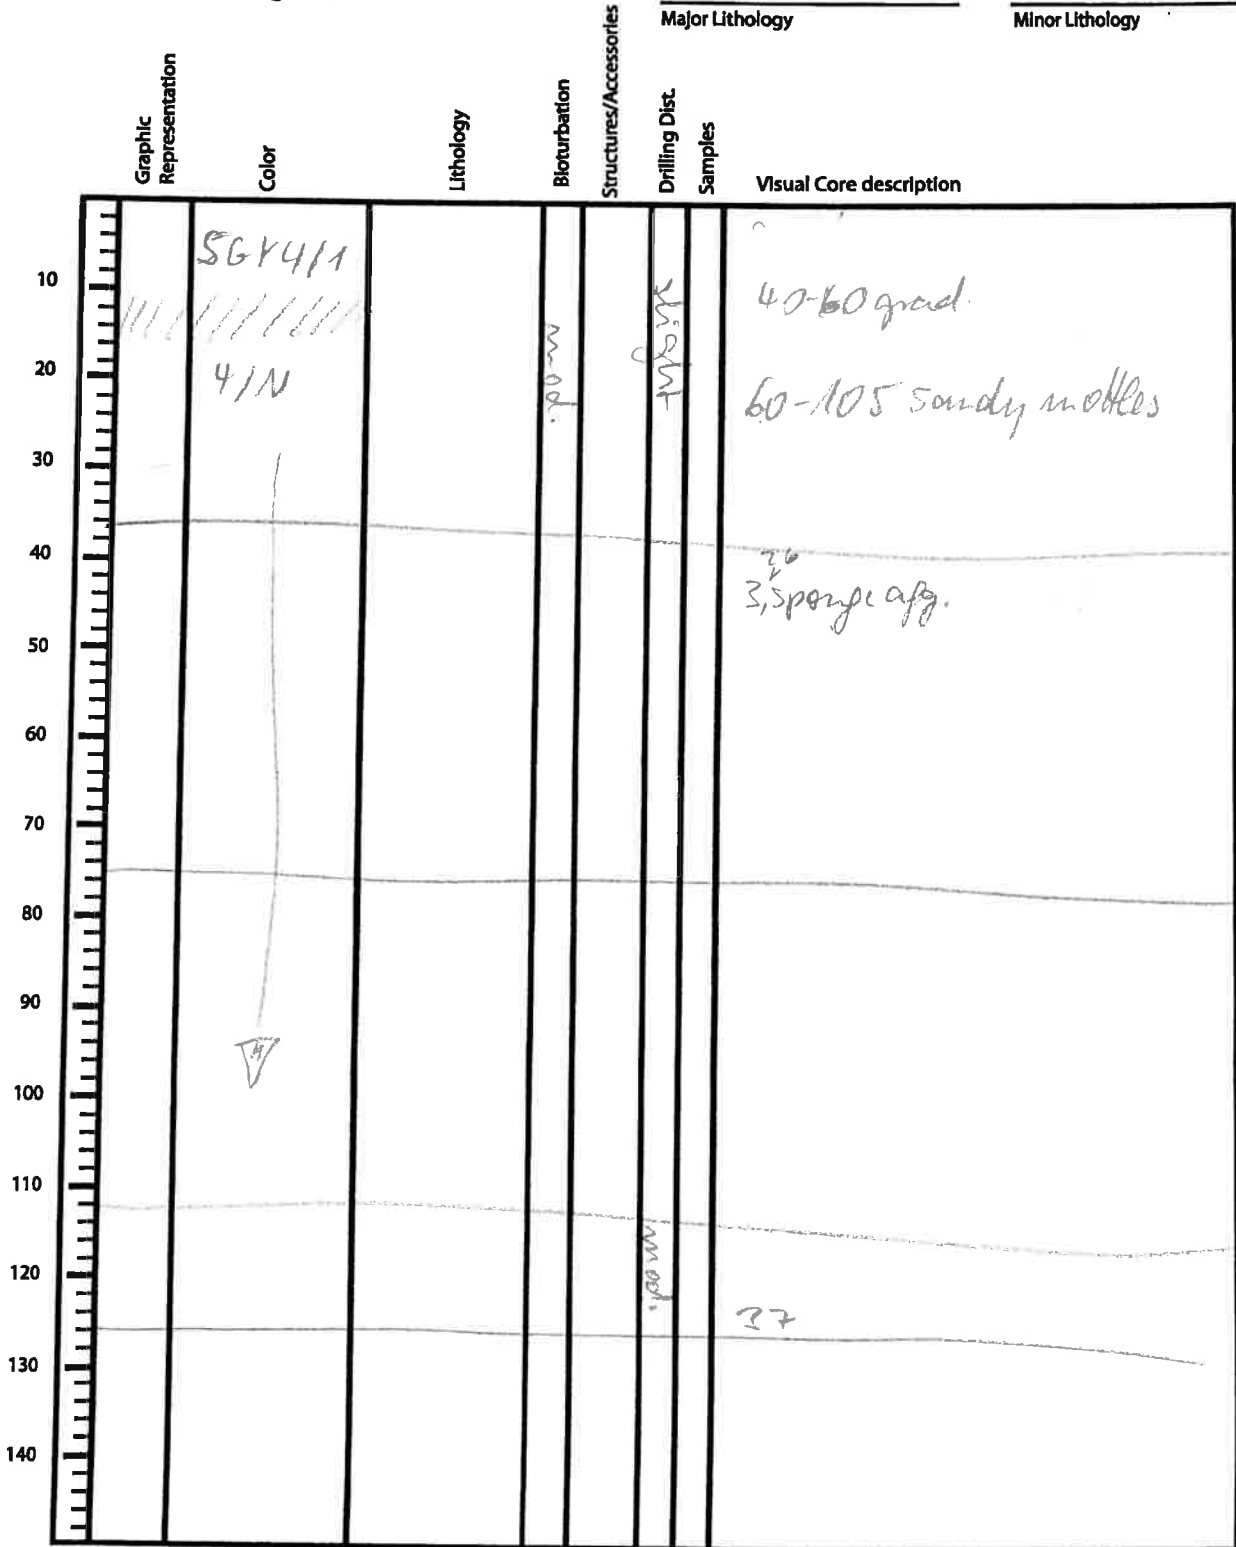 Major Lithology
Minor Lithology
Graphic
Representation
Color
Lithology
Bioturbation
Structures/Accessories
Drilling Dist.
Samples
Visual Core description
5GY4/1
10
40-60 grad.
slight
mod.
20
4/N
60-105 sandy mottles
30
40
26
3, sponge agg.
50
60
70
80
90
100
110
mod.
120
37
130
140